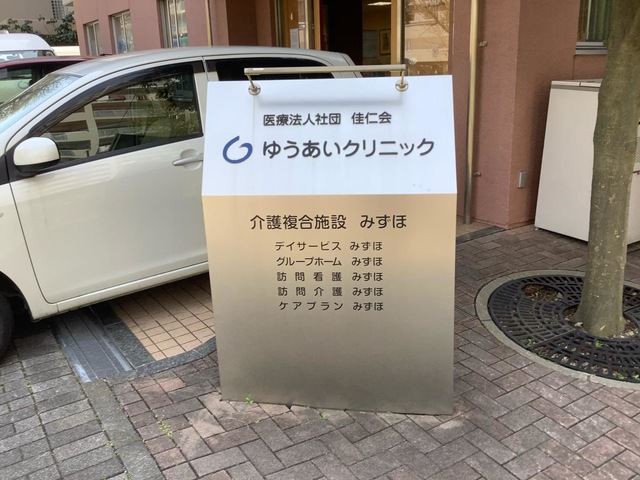 医療法人社団 佳仁会
ゆうあいクリニック
介護複合施設 みずほ
デイサービス みずほ
グループホーム みずほ
訪問看護 みずほ
訪問介護 みずほ
ケアプラン みずほ